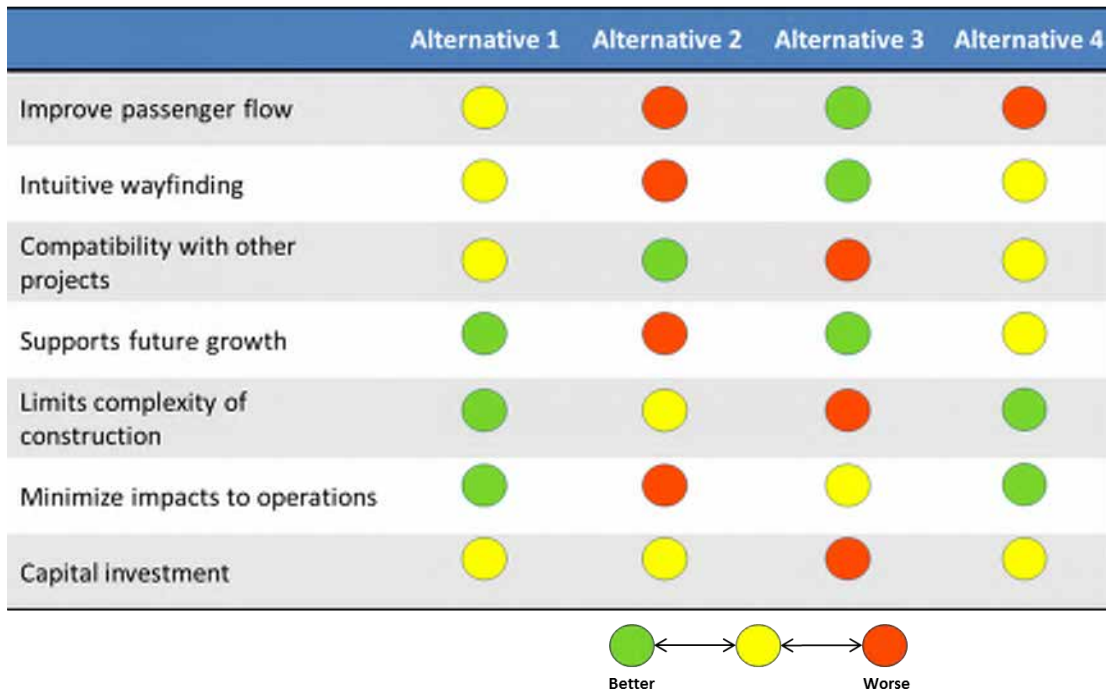 Alternative 1 Alternative 2 Alternative 3 Alternative 4
Improve passenger flow
Intuitive wayfinding
Compatibility with other
projects
Supports future growth
Limits complexity of
construction
Minimize impacts to operations
Capital investment
Better Worse